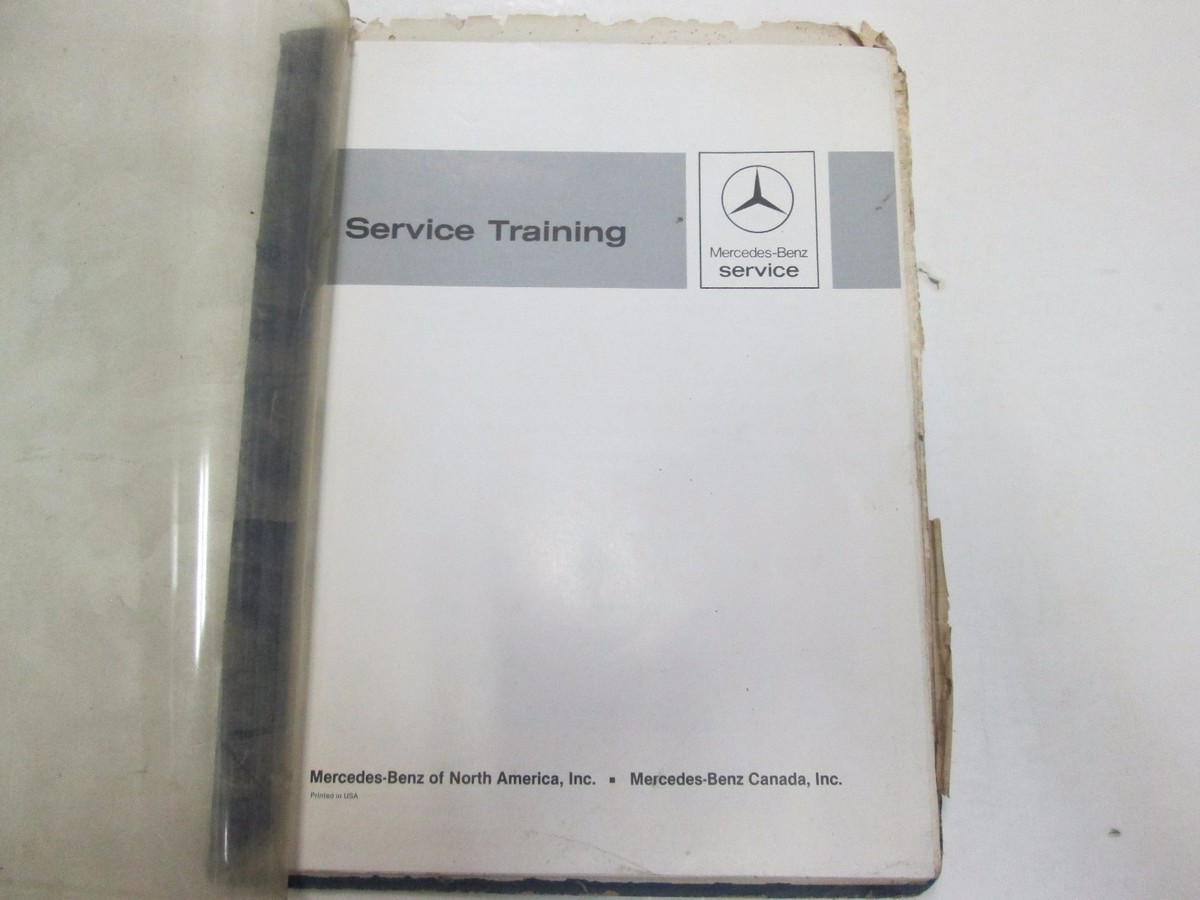 Service Training
Mercedes-Benz
service
Mercedes-Benz of North America, Inc. ▪ Mercedes-Benz Canada, Inc.
Printed in USA